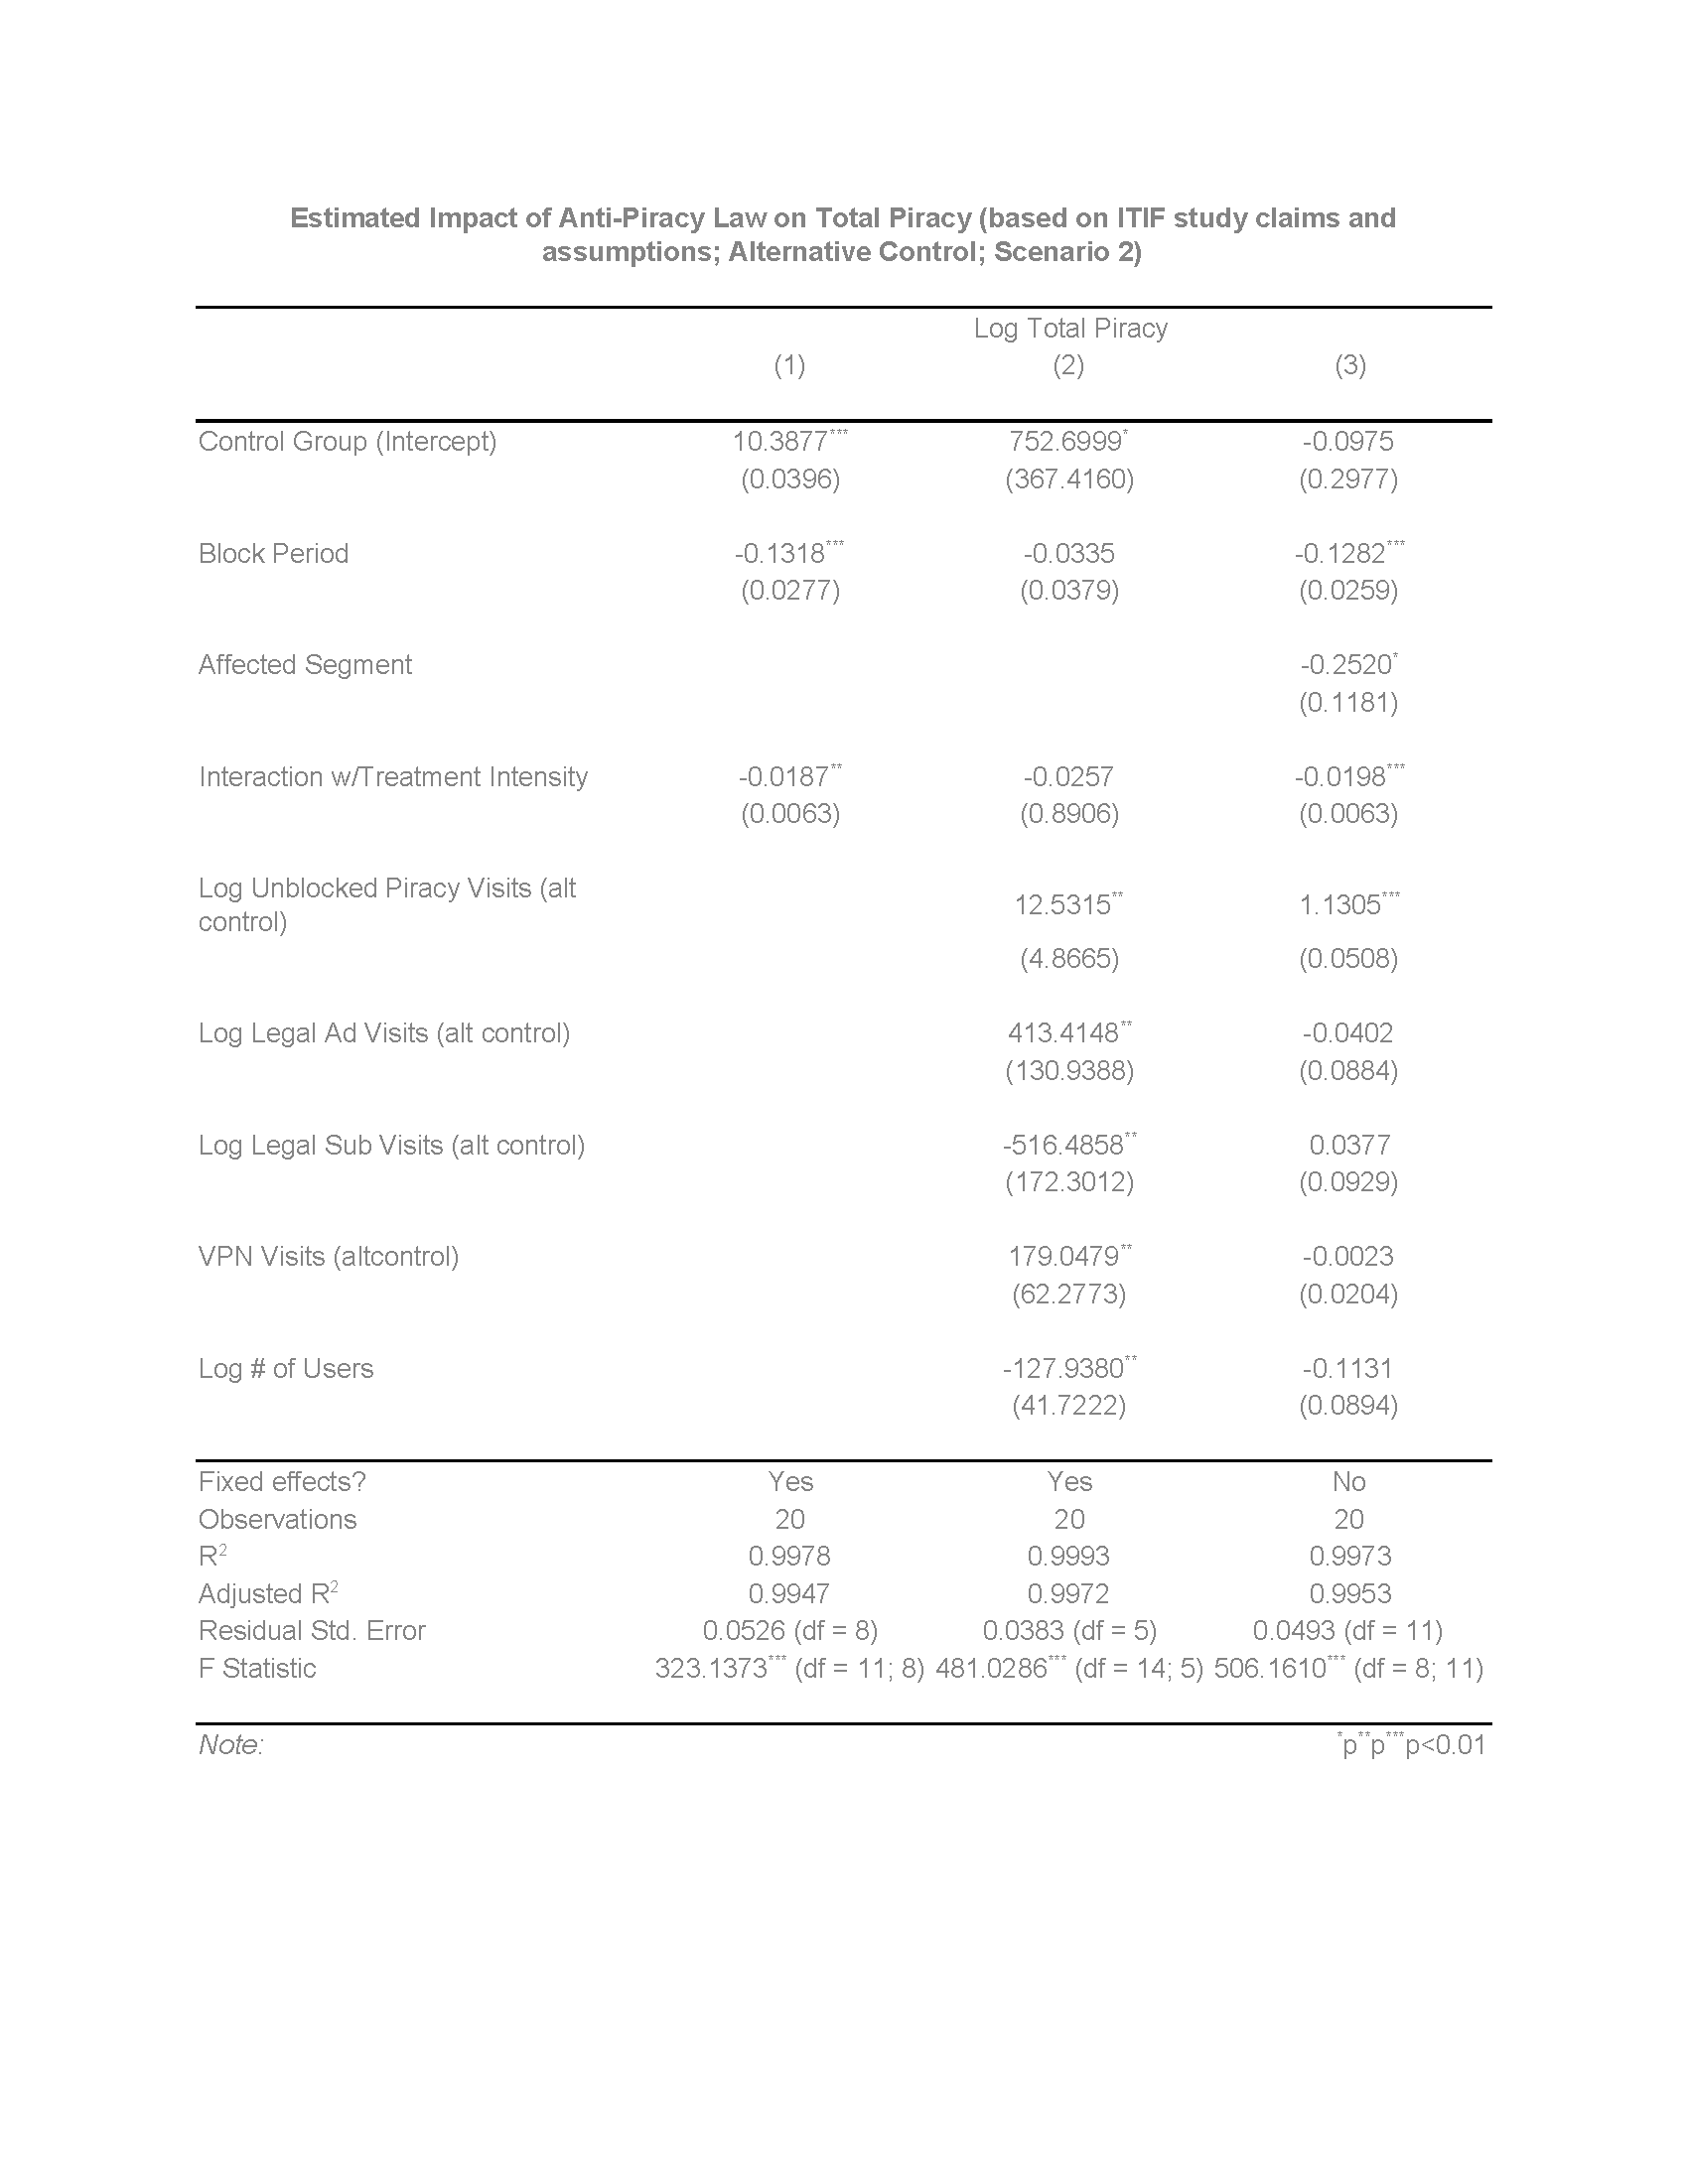 Estimated Impact of Anti-Piracy Law on Total Piracy (based on ITIF study claims and
assumptions; Alternative Control; Scenario 2)
Log Total Piracy
(1) (2) (3)
Control Group (Intercept) 10.3877*** 752.6999* -0.0975
(0.0396) (367.4160) (0.2977)
Block Period -0.1318*** -0.0335 -0.1282***
(0.0277) (0.0379) (0.0259)
Affected Segment -0.2520*
(0.1181)
Interaction w/Treatment Intensity -0.0187** -0.0257 -0.0198***
(0.0063) (0.8906) (0.0063)
Log Unblocked Piracy Visits (alt
control) 12.5315** 1.1305***
(4.8665) (0.0508)
Log Legal Ad Visits (alt control) 413.4148** -0.0402
(130.9388) (0.0884)
Log Legal Sub Visits (alt control) -516.4858** 0.0377
(172.3012) (0.0929)
VPN Visits (altcontrol) 179.0479** -0.0023
(62.2773) (0.0204)
Log # of Users -127.9380** -0.1131
(41.7222) (0.0894)
Fixed effects? Yes Yes No
Observations 20 20 20
R2 0.9978 0.9993 0.9973
Adjusted R2 0.9947 0.9972 0.9953
Residual Std. Error 0.0526 (df = 8) 0.0383 (df = 5) 0.0493 (df = 11)
F Statistic 323.1373*** (df = 11; 8) 481.0286*** (df = 14; 5) 506.1610*** (df = 8; 11)
Note: *p**p***p<0.01